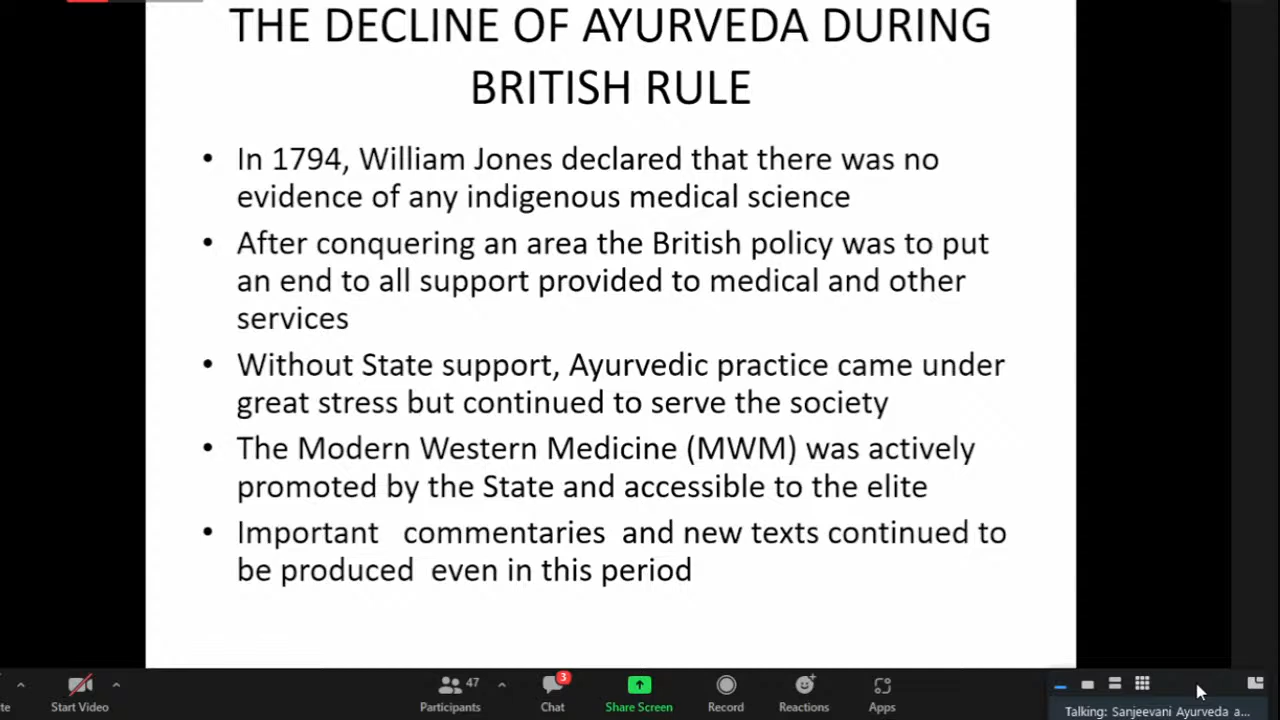 THE DECLINE OF AYURVEDA DURING
BRITISH RULE
• In 1794, William Jones declared that there was no
evidence of any indigenous medical science
• After conquering an area the British policy was to put
an end to all support provided to medical and other
services
• Without State support, Ayurvedic practice came under
great stress but continued to serve the society
• The Modern Western Medicine (MWM) was actively
promoted by the State and accessible to the elite
• Important commentaries and new texts continued to
be produced even in this period
47
3
te
Start Video
Participants
Chat
Share Screen
Record
Reactions
Apps
Talking: Sanjeevani Ayurveda a...